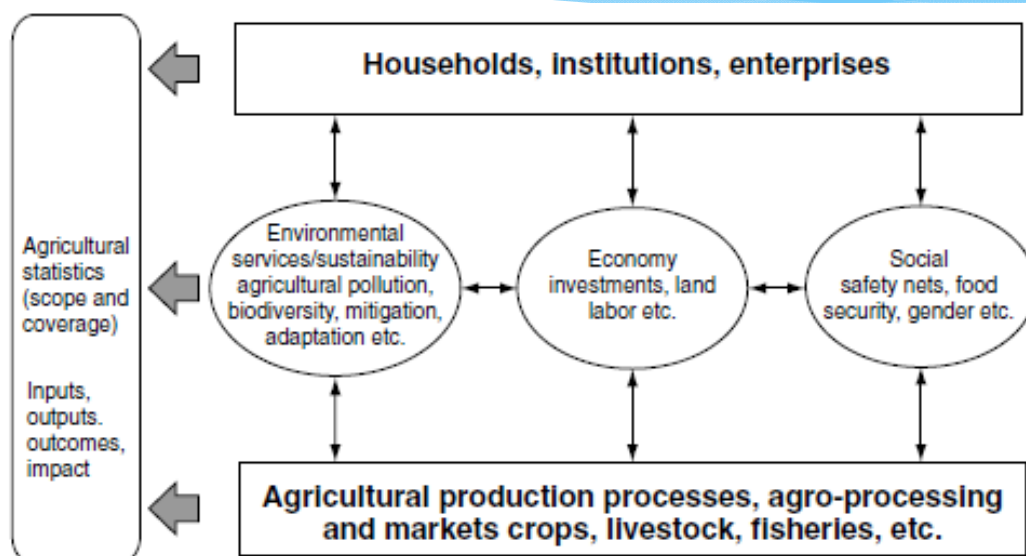 Households, institutions, enterprises
Agricultural
statistics
(scope and
coverage)
Inputs,
outputs.
outcomes,
impact
Environmental
services/sustainability
agricultural pollution,
biodiversity, mitigation,
adaptation etc.
Economy
investments, land
labor etc.
Social
safety nets, food
security, gender etc.
Agricultural production processes, agro-processing
and markets crops, livestock, fisheries, etc.